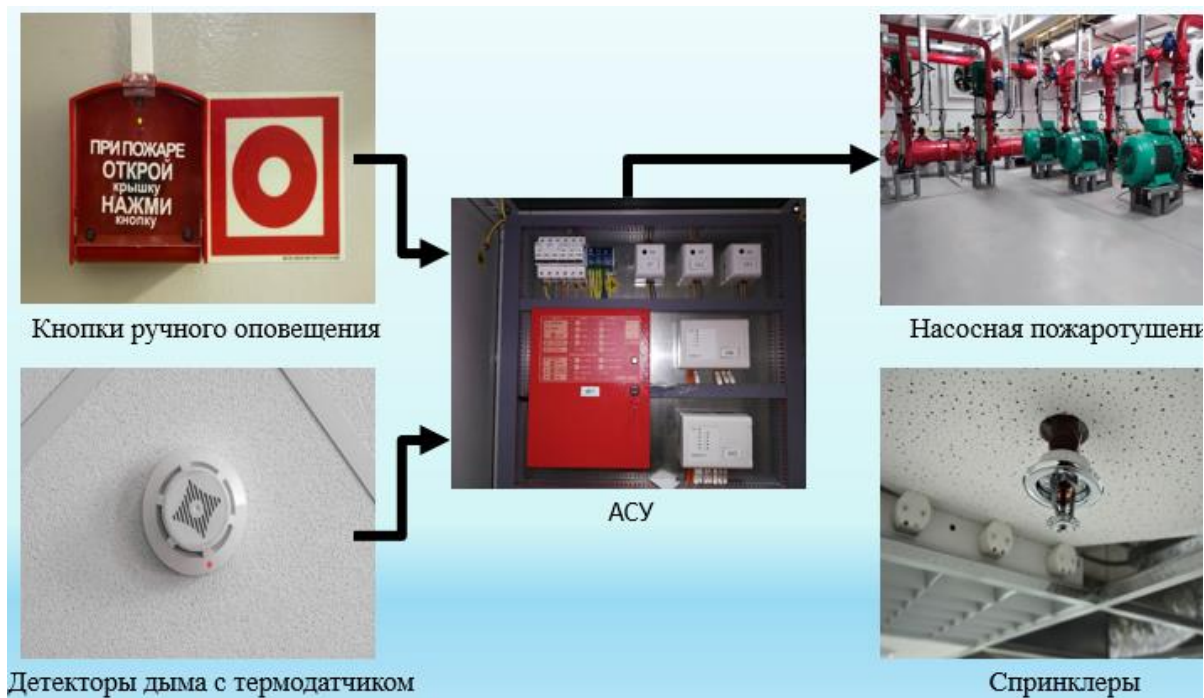 ПРИ ПОЖАРЕ
ОТКРОЙ
крышку
НАЖМИ
кнопку
Кнопки ручного оповещения
Насосная пожаротушени
АСУ
Детекторы дыма с термодатчиком
Спринклеры